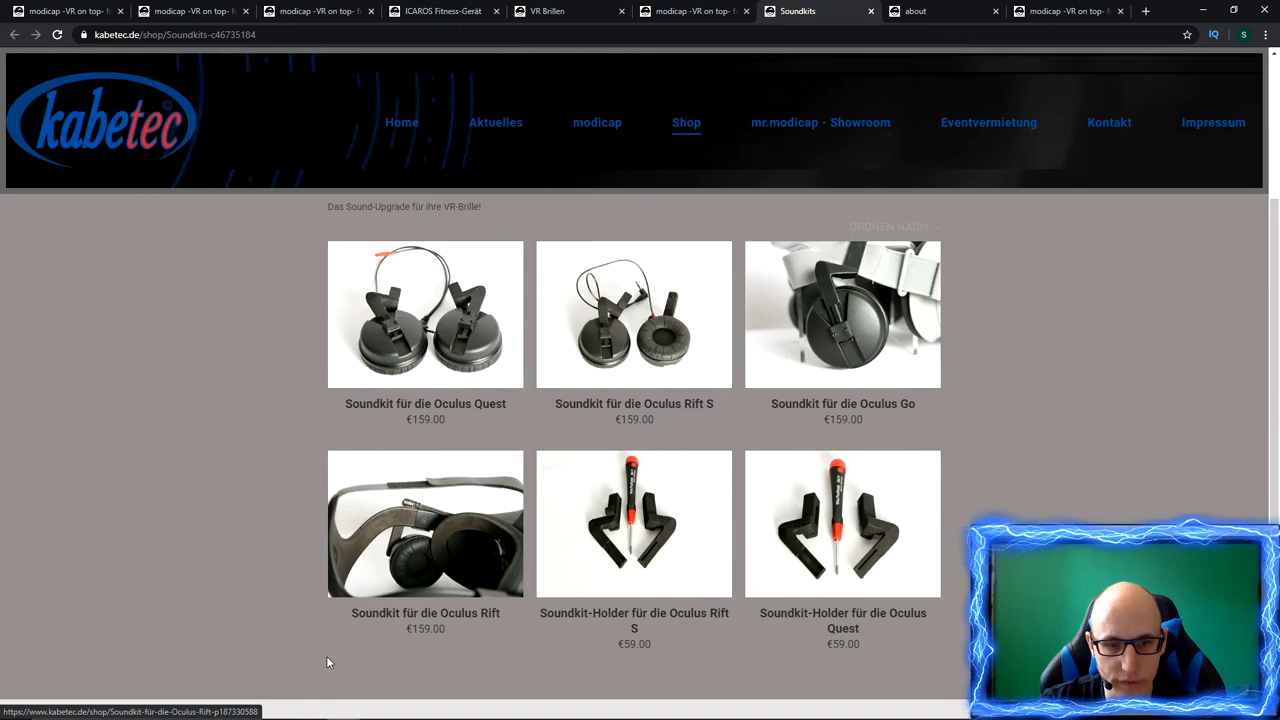 modicap -VR on top- f
modicap -VR on top- f
modicap -VR on top- f
ICAROS Fitness-Gerät
VR Brillen
modicap -VR on top- f
Soundkits
about
modicap -VR on top- f
kabetec.de/shop/Soundkits-c46735184
IQ
S
kabetec©
Home
Aktuelles
modicap
Shop
mr.modicap - Showroom
Eventvermietung
Kontakt
Impressum
Das Sound-Upgrade für ihre VR-Brille!
ORDNEN NACH
Soundkit für die Oculus Quest
€159.00
Soundkit für die Oculus Rift S
€159.00
Soundkit für die Oculus Go
€159.00
Soundkit für die Oculus Rift
€159.00
Soundkit-Holder für die Oculus Rift
S
€59.00
Soundkit-Holder für die Oculus
Quest
€59.00
https://www.kabetec.de/shop/Soundkit-für-die-Oculus-Rift-p187330588